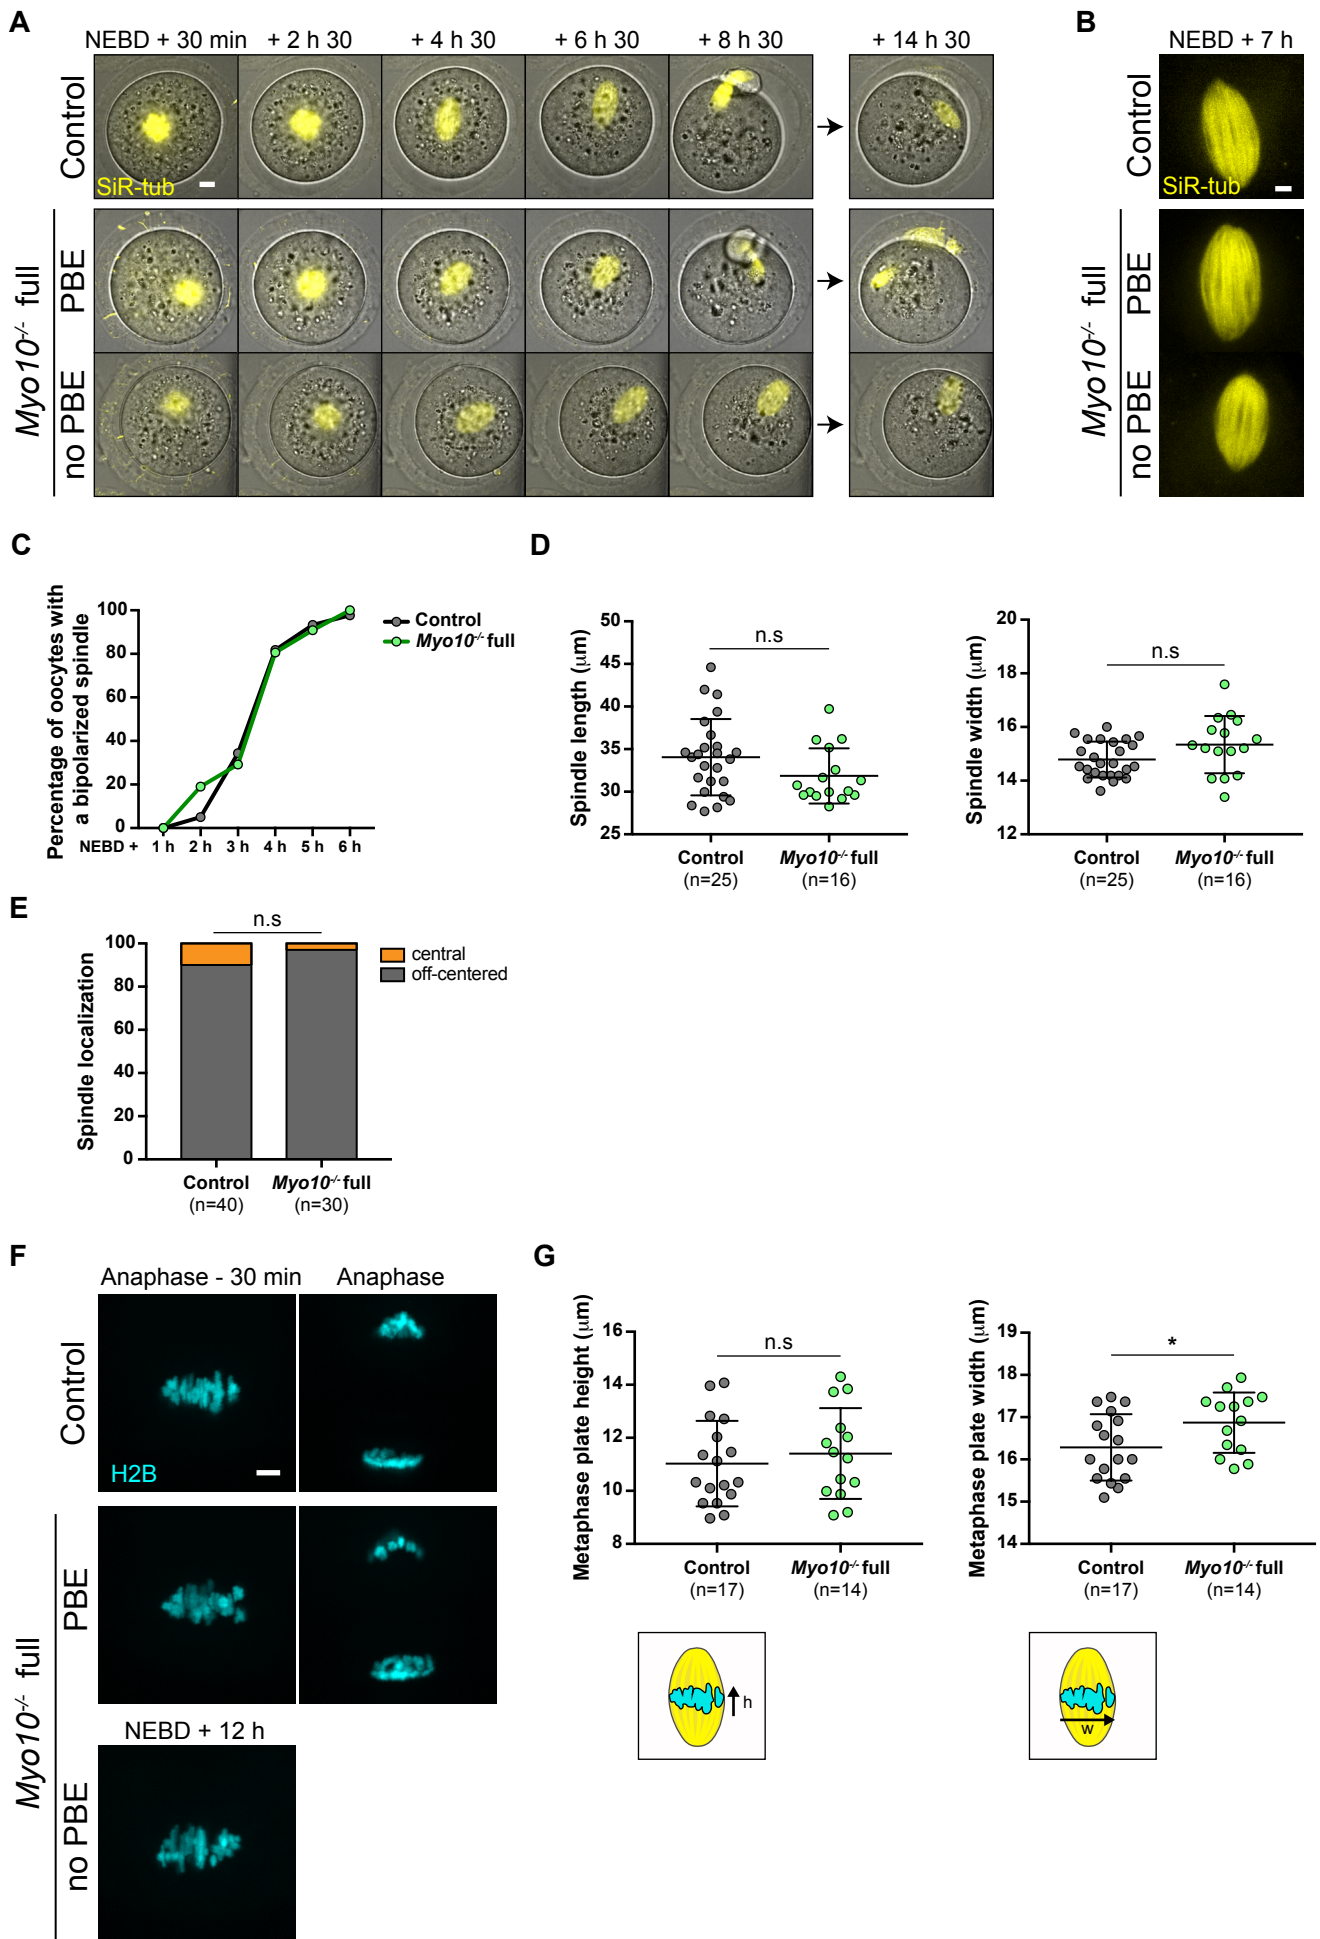 A
NEBD + 30 min + 2 h 30 + 4 h 30 + 6 h 30 + 8 h 30 + 14 h 30
Control
SiR-tub
Myo10-/- full
PBE
no PBE
B
NEBD + 7 h
Control
SiR-tub
Myo10-/- full
PBE
no PBE
C
Percentage of oocytes with
a bipolarized spindle
100
80
60
40
20
0
NEBD + 1 h 2 h 3 h 4 h 5 h 6 h
Control
Myo10-/- full
D
Spindle length (μm)
50
45
40
35
30
25
n.s
Control Myo10-/- full
(n=25) (n=16)
Spindle width (μm)
20
18
16
14
12
n.s
Control Myo10-/- full
(n=25) (n=16)
E
Spindle localization
100
80
60
40
20
0
n.s
central
off-centered
Control Myo10-/- full
(n=40) (n=30)
F
Anaphase - 30 min Anaphase
Control
H2B
Myo10-/- full
PBE
NEBD + 12 h
no PBE
G
Metaphase plate height (μm)
16
14
12
10
8
n.s
Control Myo10-/- full
(n=17) (n=14)
h
Metaphase plate width (μm)
19
18
17
16
15
14
*
Control Myo10-/- full
(n=17) (n=14)
w